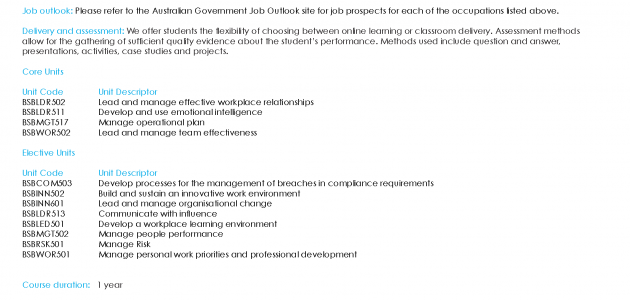 Job outlook: Please refer to the Australian Government Job Outlook site for job prospects for each of the occupations listed above.
Delivery and assessment: We offer students the flexibility of choosing between online learning or classroom delivery. Assessment methods
allow for the gathering of sufficient quality evidence about the student's performance. Methods used include question and answer,
presentations, activities, case studies and projects.
Core Units
Unit Code Unit Descriptor
BSBLDR502 Lead and manage effective workplace relationships
BSBLDR511 Develop and use emotional intelligence
BSBMGT517 Manage operational plan
BSBWOR502 Lead and manage team effectiveness
Elective Units
Unit Code Unit Descriptor
BSBCOM503 Develop processes for the management of breaches in compliance requirements
BSBINN502 Build and sustain an innovative work environment
BSBINN601 Lead and manage organisational change
BSBLDR513 Communicate with influence
BSBLED501 Develop a workplace learning environment
BSBMGT502 Manage people performance
BSBRSK501 Manage Risk
BSBWOR501 Manage personal work priorities and professional development
Course duration: 1 year